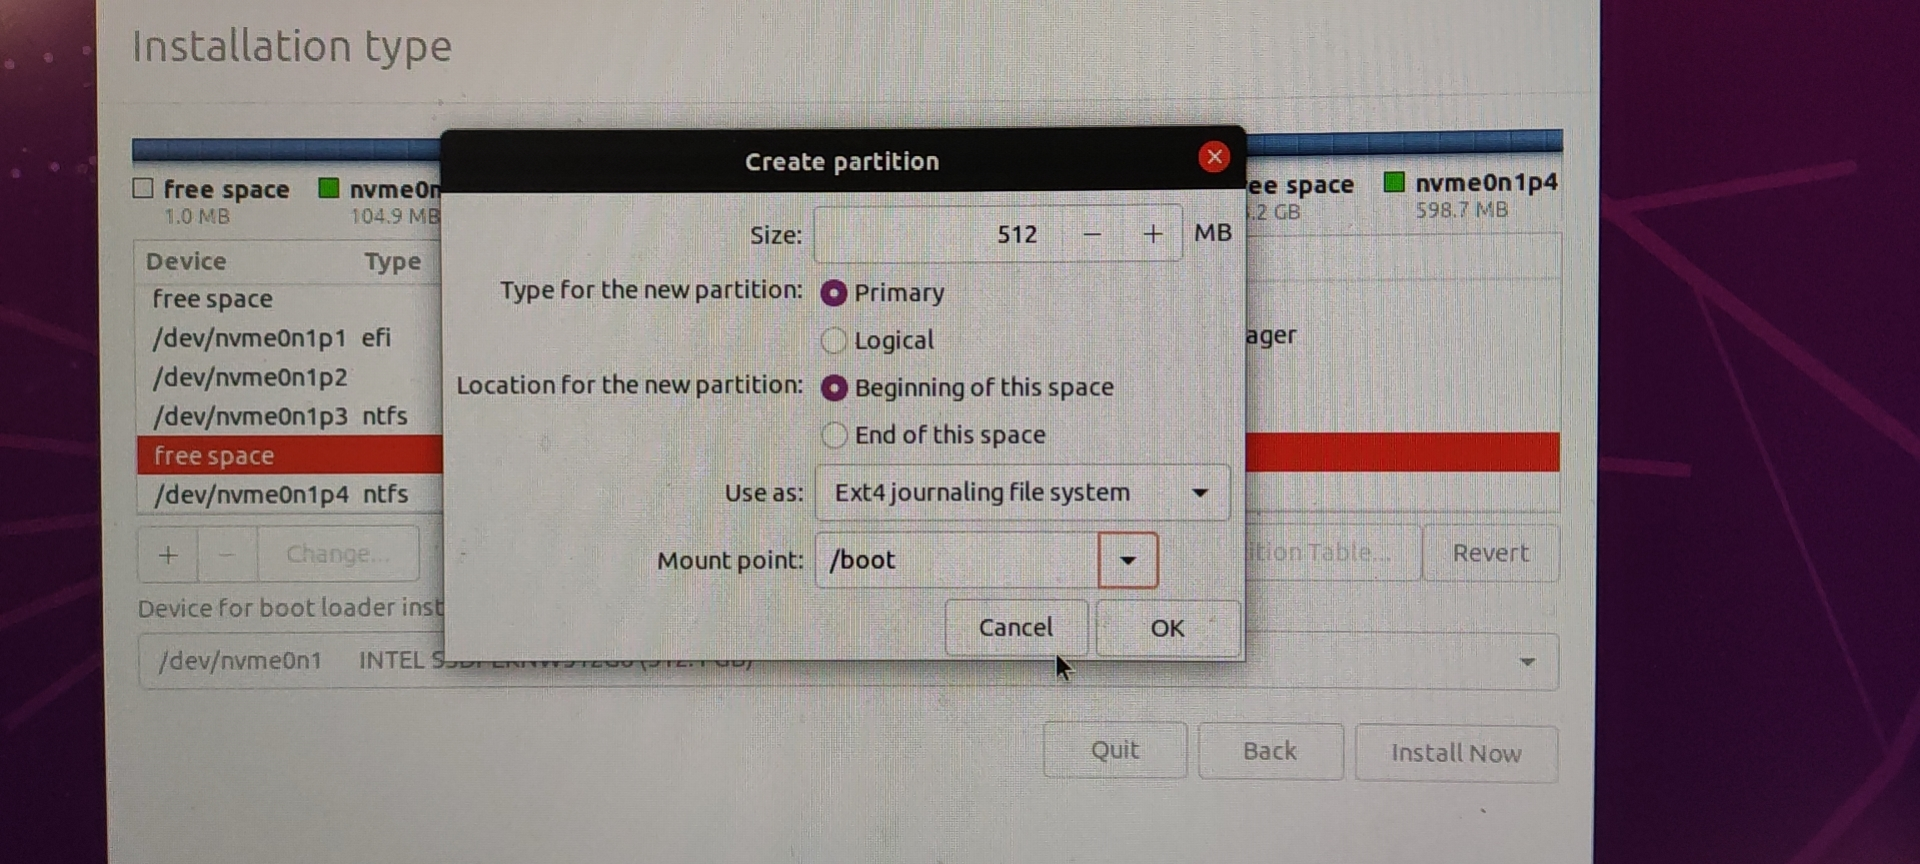 Installation type
Create partition
free space
nvme0n
ee space
nvme0n1p4
1.0 MB
104.9 MB
.2 GB
598.7 MB
Size:
512
−
+
MB
Device
Type
Type for the new partition:
Primary
free space
Logical
/dev/nvme0n1p1 efi
ager
/dev/nvme0n1p2
Location for the new partition:
Beginning of this space
/dev/nvme0n1p3 ntfs
End of this space
free space
/dev/nvme0n1p4 ntfs
Use as:
Ext4 journaling file system
+
−
Change...
Mount point:
/boot
ition Table...
Revert
Device for boot loader inst
Cancel
OK
/dev/nvme0n1 INTEL
Quit
Back
Install Now